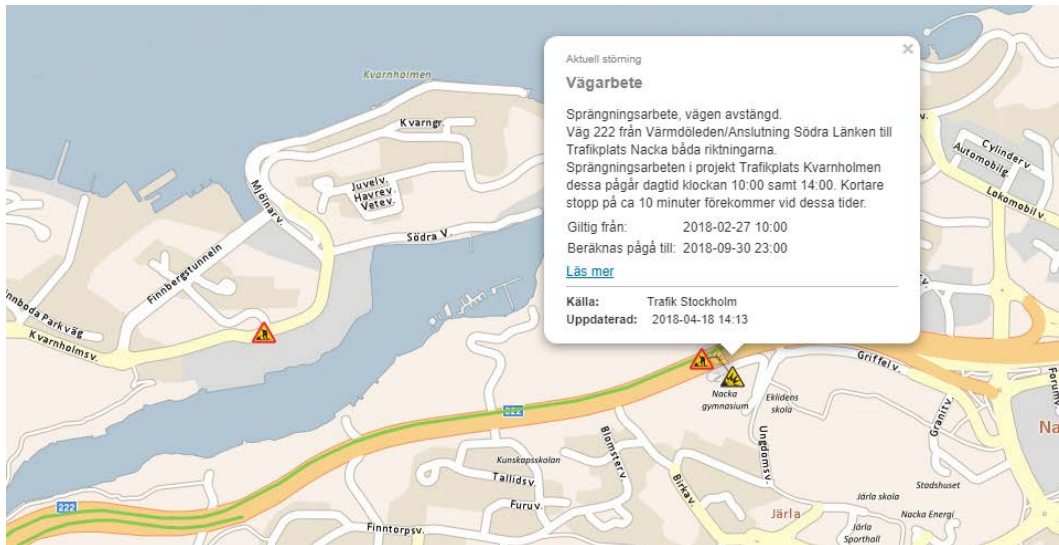 Kvarnholmen
Kvarngr.
Juvelv.
Havrev.
Vetev.
Mjölnarv.
Södra V.
Finnbergstunneln
Finnboda Parkväg
Kvarnholmsv.
222
222
Aktuell störning
×
Vägarbete
Sprängningsarbete, vägen avstängd.
Väg 222 från Värmdöleden/Anslutning Södra Länken till
Trafikplats Nacka båda riktningarna.
Sprängningsarbeten i projekt Trafikplats Kvarnholmen
dessa pågår dagtid klockan 10:00 samt 14:00. Kortare
stopp på ca 10 minuter förekommer vid dessa tider.
Giltig från: 2018-02-27 10:00
Beräknas pågå till: 2018-09-30 23:00
Läs mer
Källa: Trafik Stockholm
Uppdaterad: 2018-04-18 14:13
Cylinderv.
Automobilg.
Lokomobilv.
Griffelv.
Nacka
gymnasium
Eklidens
skola
Ungdomsv.
Granitv.
Forumv.
Na
Blomsterv.
Birkav.
Kunskapsskolan
Tallidsv.
Furuv.
Finntorpsv.
Järla
Järla skola
Stadshuset
Nacka Energi
Järla
Sporthall